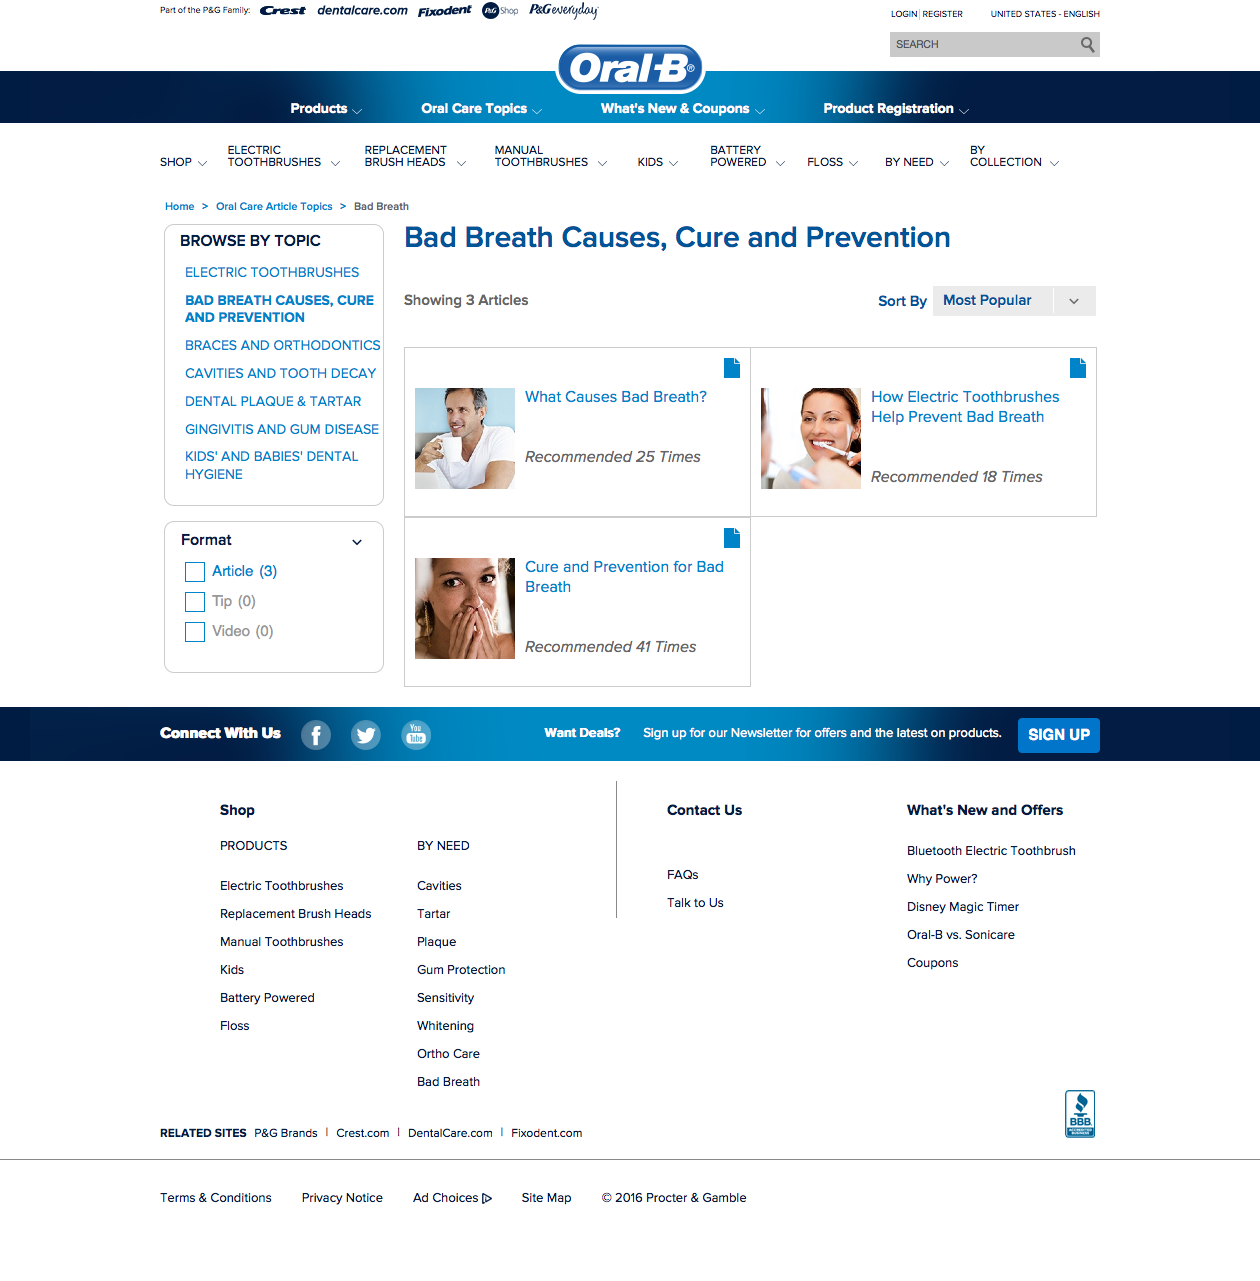 Part of the P&G Family: Crest dentalcare.com Fixodent P&G Shop P&G everyday
LOGIN | REGISTER UNITED STATES - ENGLISH
SEARCH
Oral-B®
Products Oral Care Topics What's New & Coupons Product Registration
SHOP ELECTRIC TOOTHBRUSHES REPLACEMENT BRUSH HEADS MANUAL TOOTHBRUSHES KIDS BATTERY POWERED FLOSS BY NEED BY COLLECTION
Home > Oral Care Article Topics > Bad Breath
BROWSE BY TOPIC
ELECTRIC TOOTHBRUSHES
BAD BREATH CAUSES, CURE
AND PREVENTION
BRACES AND ORTHODONTICS
CAVITIES AND TOOTH DECAY
DENTAL PLAQUE & TARTAR
GINGIVITIS AND GUM DISEASE
KIDS' AND BABIES' DENTAL
HYGIENE
Format
Article (3)
Tip (0)
Video (0)
Bad Breath Causes, Cure and Prevention
Showing 3 Articles
Sort By Most Popular
What Causes Bad Breath?
Recommended 25 Times
How Electric Toothbrushes
Help Prevent Bad Breath
Recommended 18 Times
Cure and Prevention for Bad
Breath
Recommended 41 Times
Connect With Us f You Tube Want Deals? Sign up for our Newsletter for offers and the latest on products. SIGN UP
Shop
PRODUCTS
Electric Toothbrushes
Replacement Brush Heads
Manual Toothbrushes
Kids
Battery Powered
Floss
BY NEED
Cavities
Tartar
Plaque
Gum Protection
Sensitivity
Whitening
Ortho Care
Bad Breath
Contact Us
FAQs
Talk to Us
What's New and Offers
Bluetooth Electric Toothbrush
Why Power?
Disney Magic Timer
Oral-B vs. Sonicare
Coupons
BBB
ACCREDITED
BUSINESS
RELATED SITES P&G Brands | Crest.com | DentalCare.com | Fixodent.com
Terms & Conditions Privacy Notice Ad Choices Site Map © 2016 Procter & Gamble